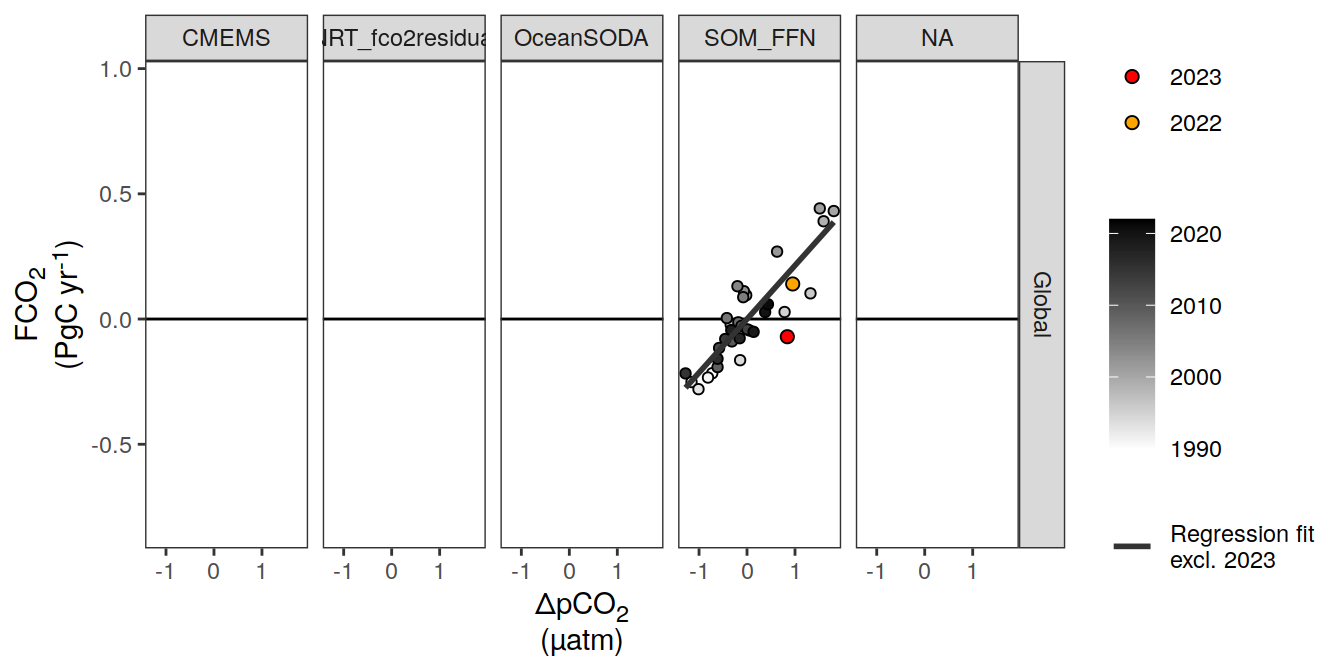 CMEMS
NRT_fco2residua
OceanSODA
SOM_FFN
NA
1.0
0.5
0.0
-0.5
FCO2
(PgC yr-1)
-1 0 1
-1 0 1
-1 0 1
-1 0 1
-1 0 1
ΔpCO2
(µatm)
Global
2023
2022
2020
2010
2000
1990
Regression fit
excl. 2023